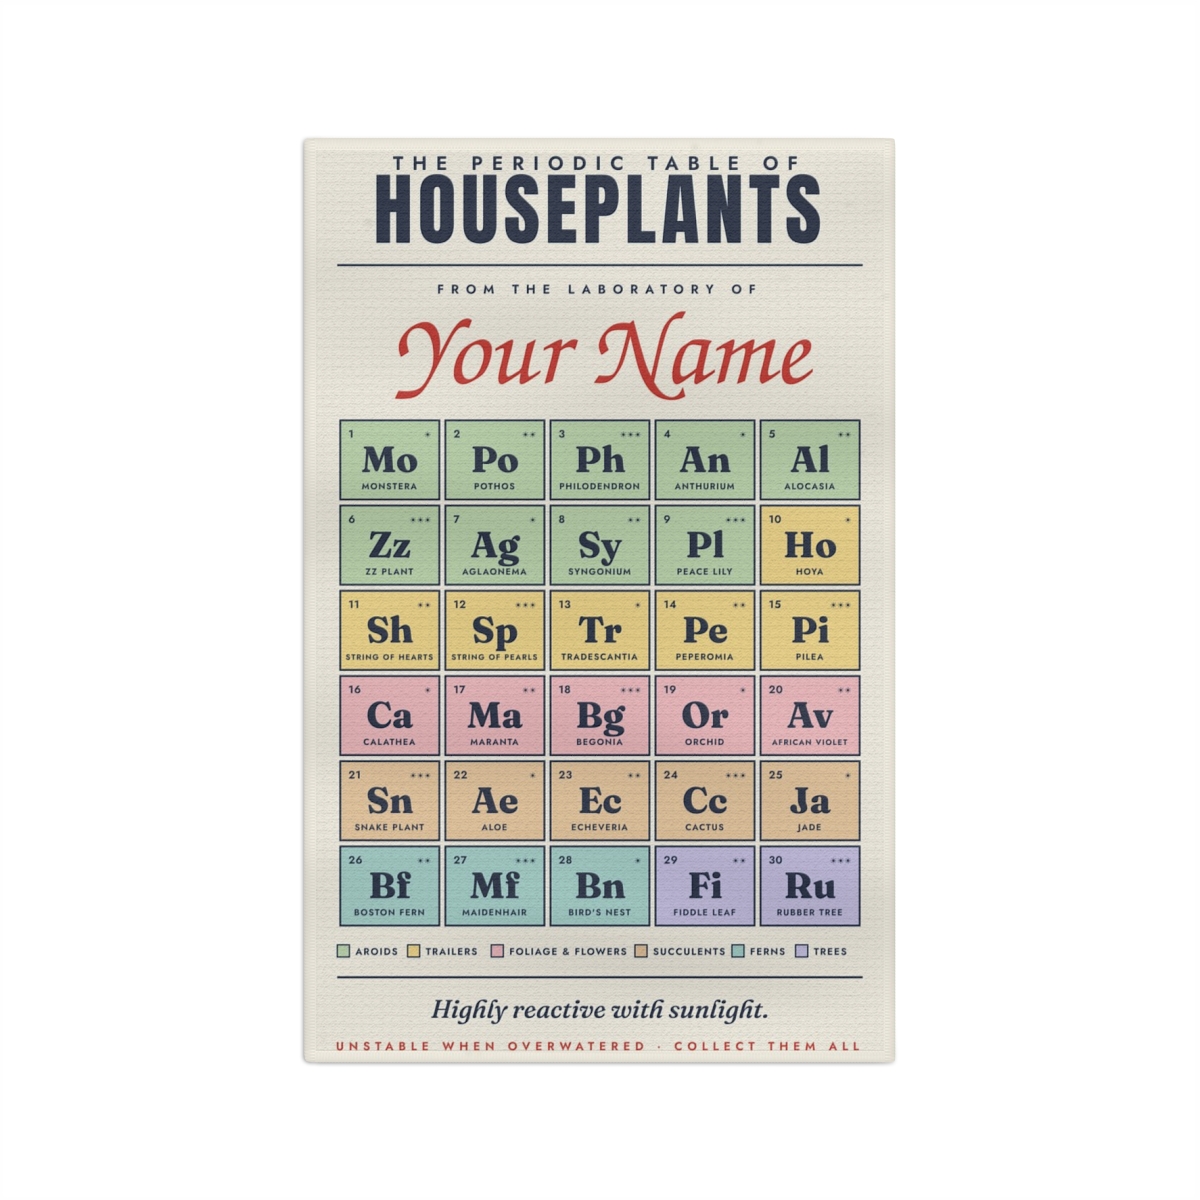 THE PERIODIC TABLE OF
HOUSEPLANTS
FROM THE LABORATORY OF
Your Name
1 * 2 ** 3 *** 4 * 5 **
Mo Po Ph An Al
MONSTERA POTHOS PHILODENDRON ANTHURIUM ALOCASIA
6 *** 7 * 8 ** 9 *** 10 *
Zz Ag Sy Pl Ho
ZZ PLANT AGLAONEMA SYNGONIUM PEACE LILY HOYA
11 ** 12 *** 13 * 14 ** 15 ***
Sh Sp Tr Pe Pi
STRING OF HEARTS STRING OF PEARLS TRADESCANTIA PEPEROMIA PILEA
16 * 17 ** 18 *** 19 * 20 **
Ca Ma Bg Or Av
CALATHEA MARANTA BEGONIA ORCHID AFRICAN VIOLET
21 *** 22 * 23 ** 24 *** 25 *
Sn Ae Ec Cc Ja
SNAKE PLANT ALOE ECHEVERIA CACTUS JADE
26 ** 27 *** 28 * 29 ** 30 ***
Bf Mf Bn Fi Ru
BOSTON FERN MAIDENHAIR BIRD'S NEST FIDDLE LEAF RUBBER TREE
AROIDS TRAILERS FOLIAGE & FLOWERS SUCCULENTS FERNS TREES
Highly reactive with sunlight.
UNSTABLE WHEN OVERWATERED · COLLECT THEM ALL